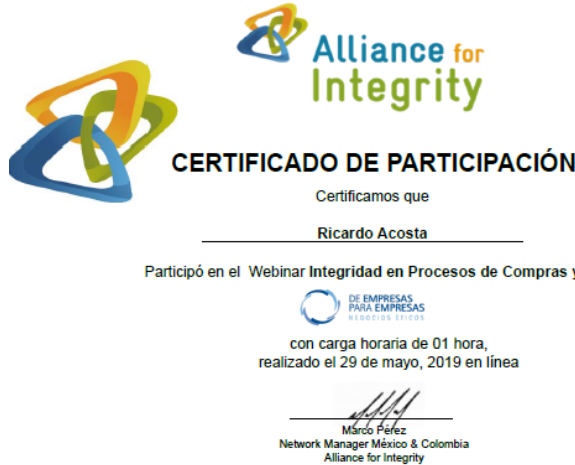 Alliance for
Integrity
CERTIFICADO DE PARTICIPACIÓN
Certificamos que
Ricardo Acosta
Participó en el Webinar Integridad en Procesos de Compras y
DE EMPRESAS
PARA EMPRESAS
NEGOCIOS ÉTICOS
con carga horaria de 01 hora,
realizado el 29 de mayo, 2019 en línea
Marco Pérez
Network Manager México & Colombia
Alliance for Integrity